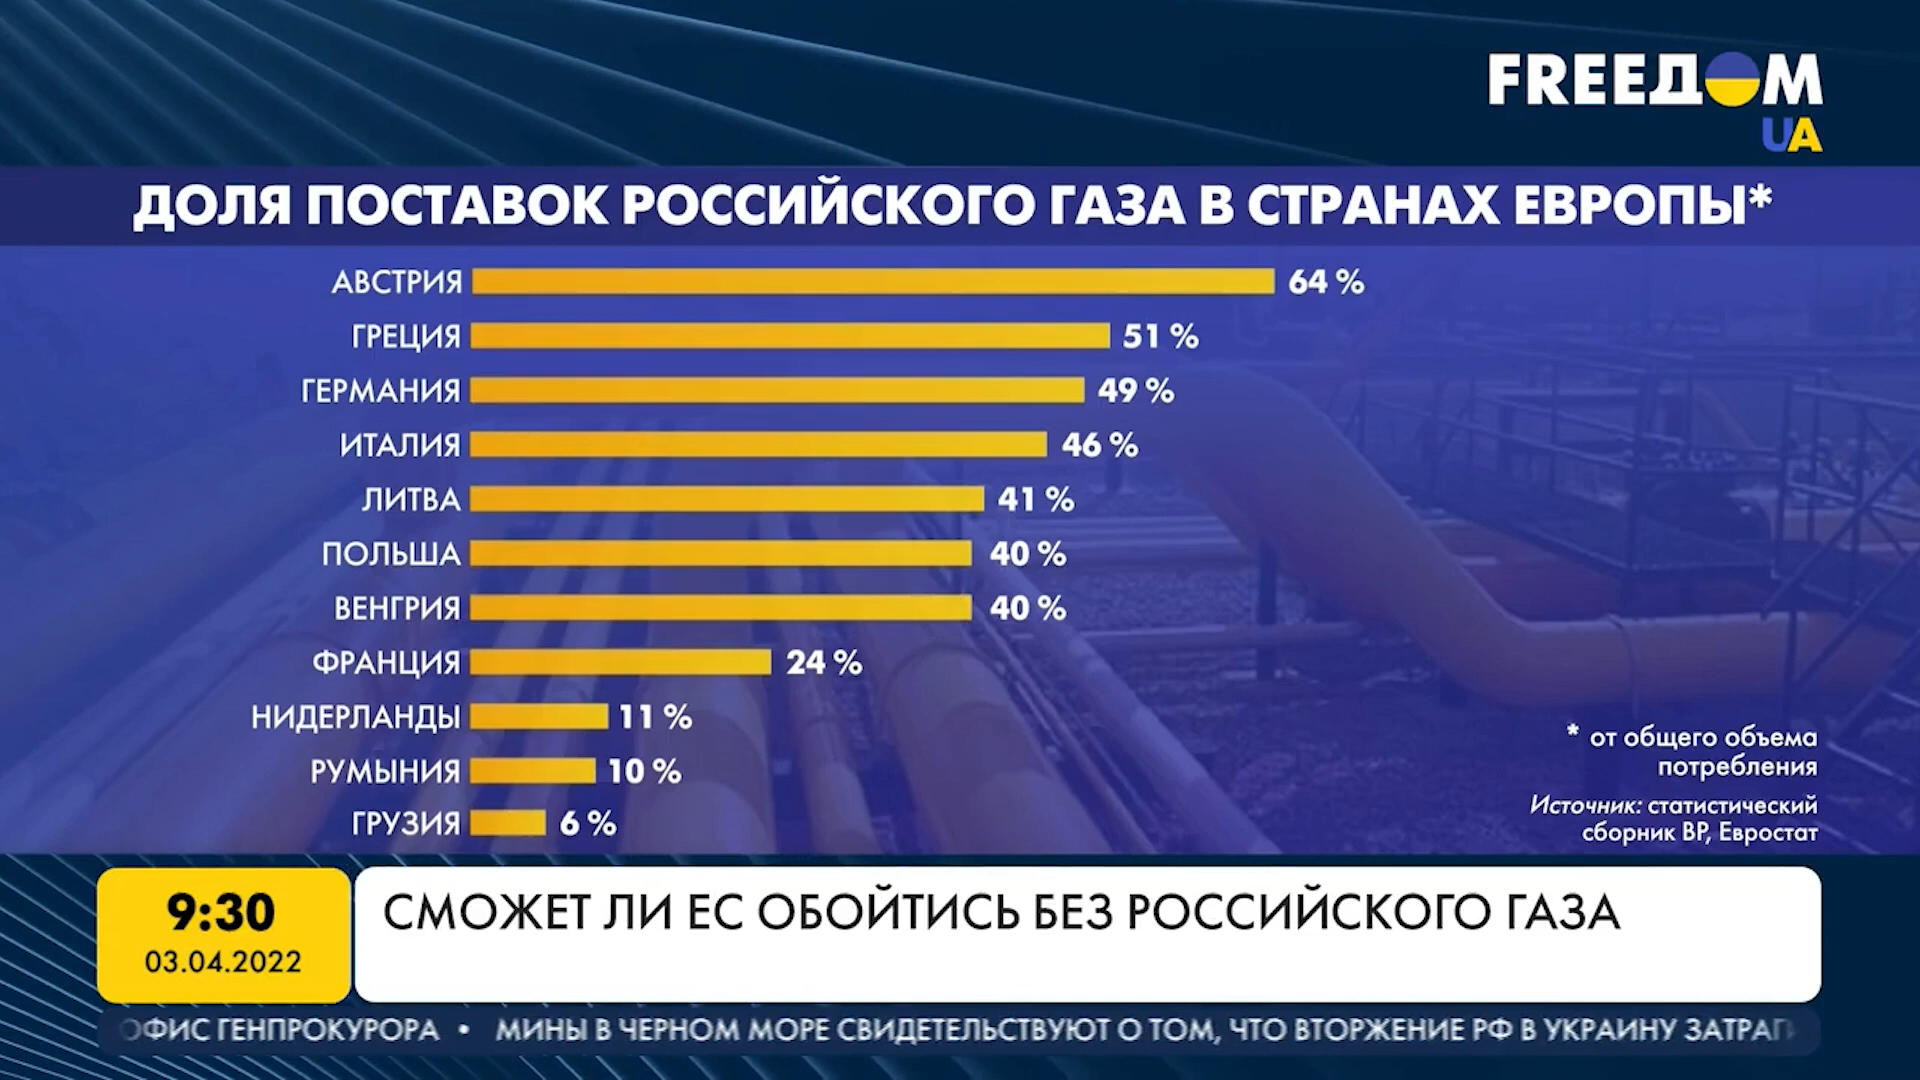 FREEДOM
UA
ДОЛЯ ПОСТАВОК РОССИЙСКОГО ГАЗА В СТРАНАХ ЕВРОПЫ*
АВСТРИЯ 64 %
ГРЕЦИЯ 51 %
ГЕРМАНИЯ 49 %
ИТАЛИЯ 46 %
ЛИТВА 41 %
ПОЛЬША 40 %
ВЕНГРИЯ 40 %
ФРАНЦИЯ 24 %
НИДЕРЛАНДЫ 11 %
РУМЫНИЯ 10 %
ГРУЗИЯ 6 %
* от общего объема
потребления
Источник: статистический
сборник BP, Евростат
9:30
03.04.2022
СМОЖЕТ ЛИ ЕС ОБОЙТИСЬ БЕЗ РОССИЙСКОГО ГАЗА
ОФИС ГЕНПРОКУРОРА • МИНЫ В ЧЕРНОМ МОРЕ СВИДЕТЕЛЬСТВУЮТ О ТОМ, ЧТО ВТОРЖЕНИЕ РФ В УКРАИНУ ЗАТРАГИ